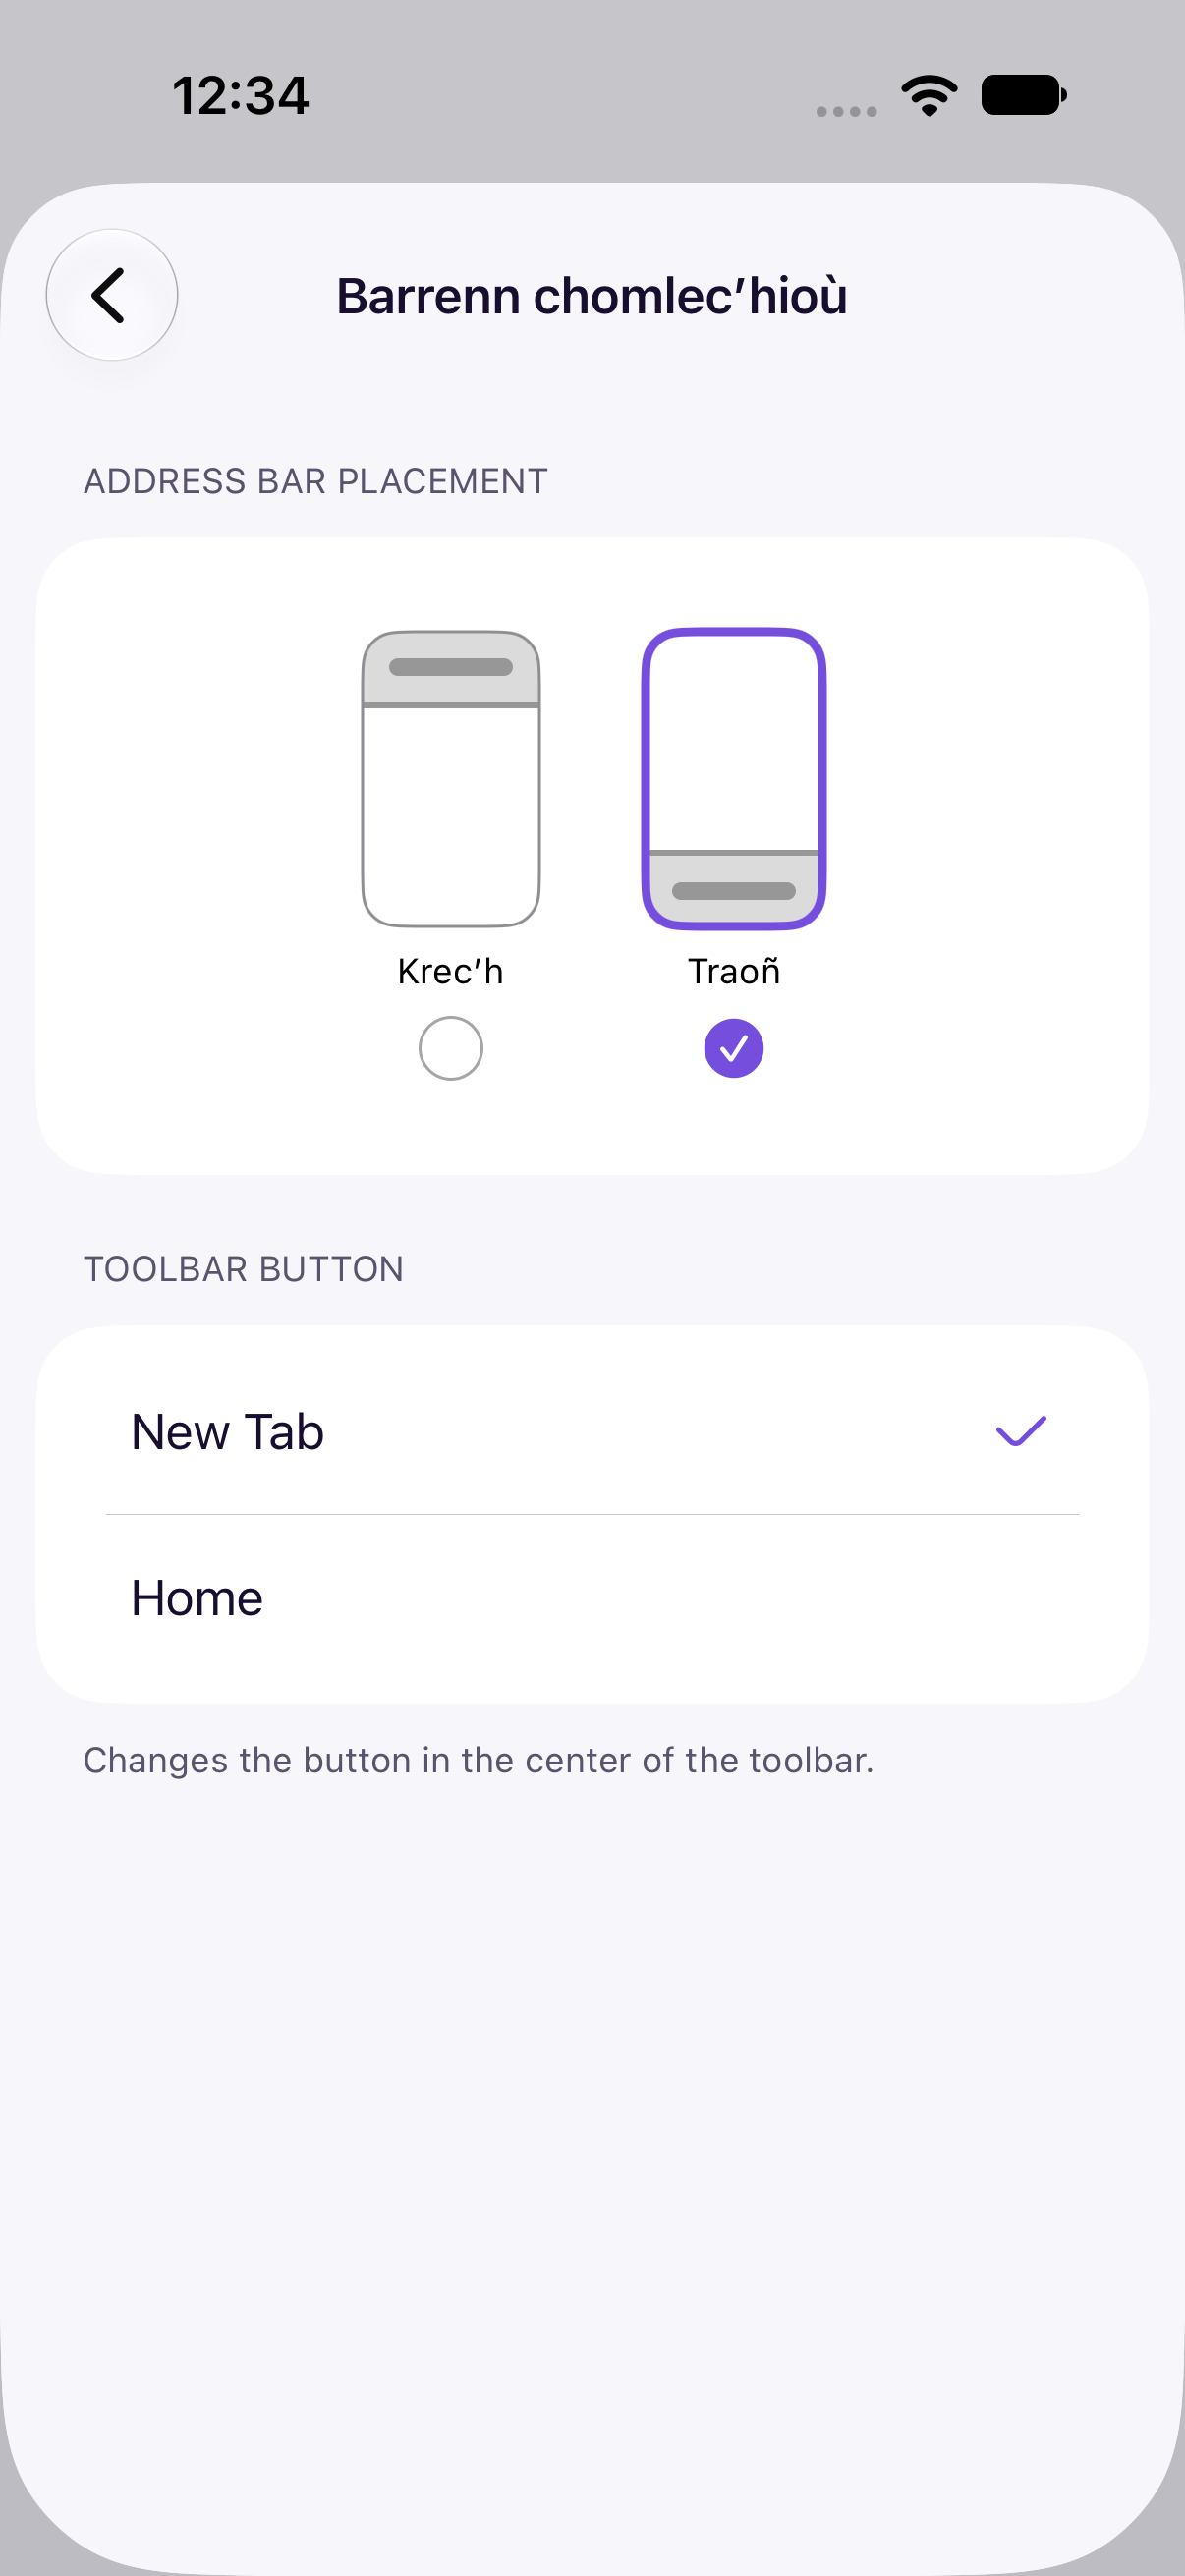 12:34
Barrenn chomlec’hioù
ADDRESS BAR PLACEMENT
Krec’h
Traoñ
TOOLBAR BUTTON
New Tab
Home
Changes the button in the center of the toolbar.